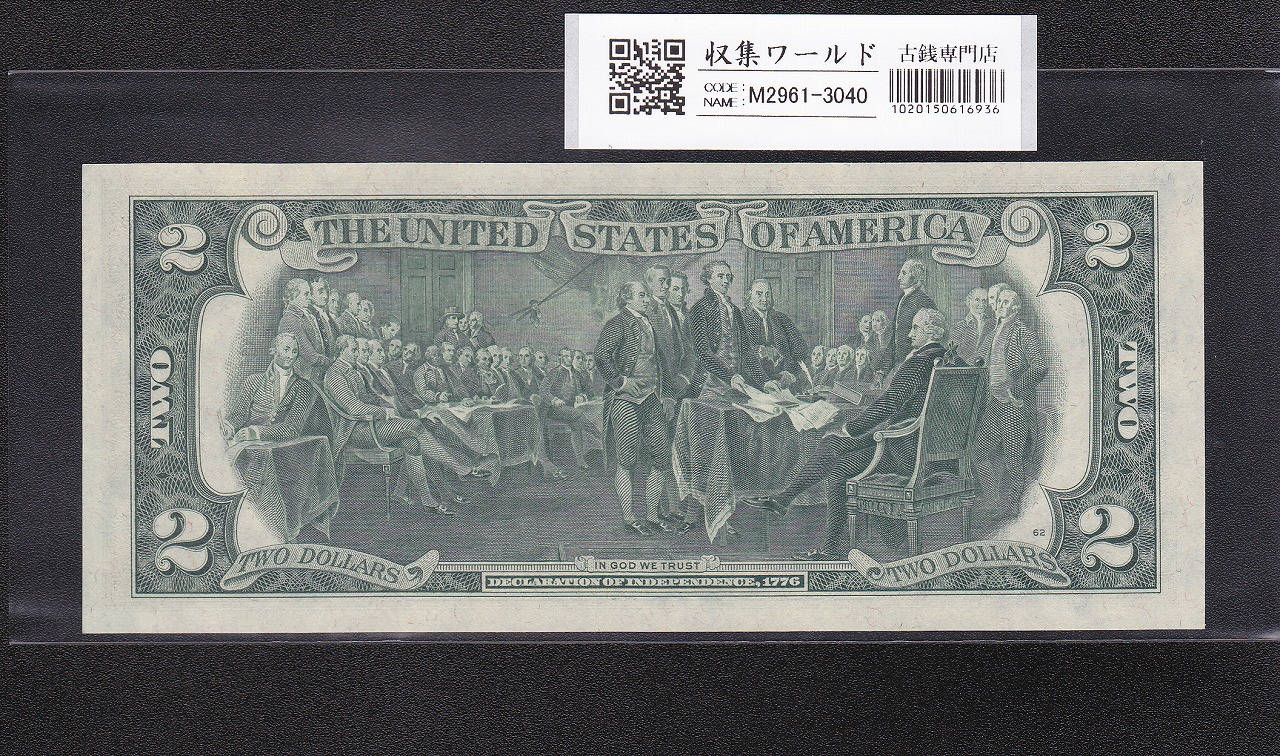 収集ワールド
古銭専門店
CODE:
NAME: M2961-3040
1020150616936
2
THE UNITED STATES OF AMERICA
2
TWO
TWO
62
2
TWO DOLLARS
IN GOD WE TRUST
TWO DOLLARS
2
DECLARATION OF INDEPENDENCE, 1776